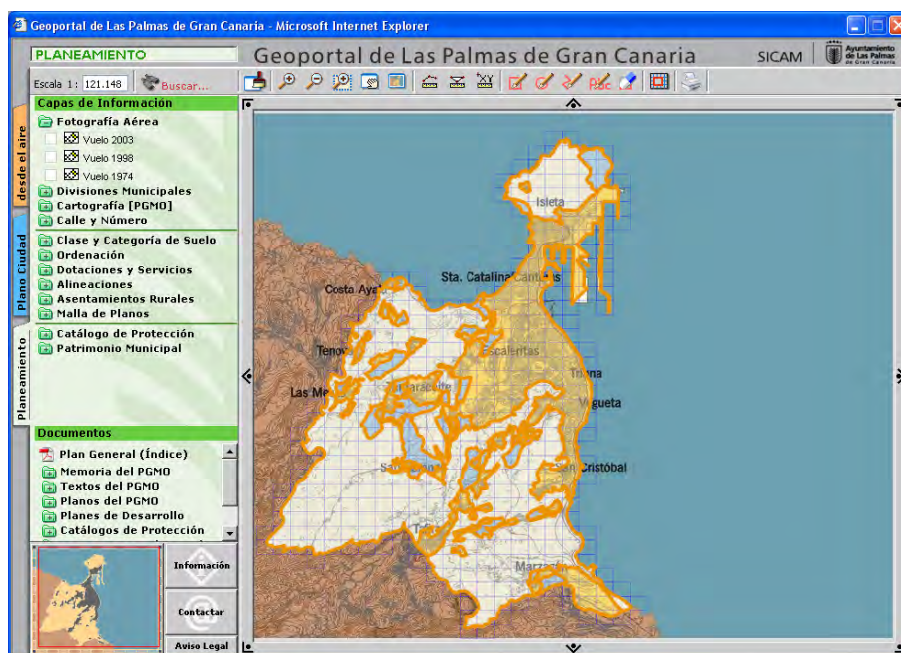 Geoportal de Las Palmas de Gran Canaria - Microsoft Internet Explorer
PLANEAMIENTO
Geoportal de Las Palmas de Gran Canaria
SICAM
Ayuntamiento
de Las Palmas
de Gran Canaria
Escala 1: 121.148
Buscar...
XY
abc
Capas de Información
Fotografía Aérea
Vuelo 2003
Vuelo 1998
Vuelo 1974
Divisiones Municipales
Cartografía [PGMO]
Calle y Número
Clase y Categoría de Suelo
Ordenación
Dotaciones y Servicios
Alineaciones
Asentamientos Rurales
Malla de Planos
Catálogo de Protección
Patrimonio Municipal
desde el aire
Plano Ciudad
Planeamiento
Documentos
Plan General (Índice)
Memoria del PGMO
Textos del PGMO
Planos del PGMO
Planes de Desarrollo
Catálogos de Protección
Información
Contactar
Aviso Legal
Isleta
Sta. Catalina
Costa Aya
Escaleritas
Tenoya
Triana
Las Me
Vegueta
San Cristóbal